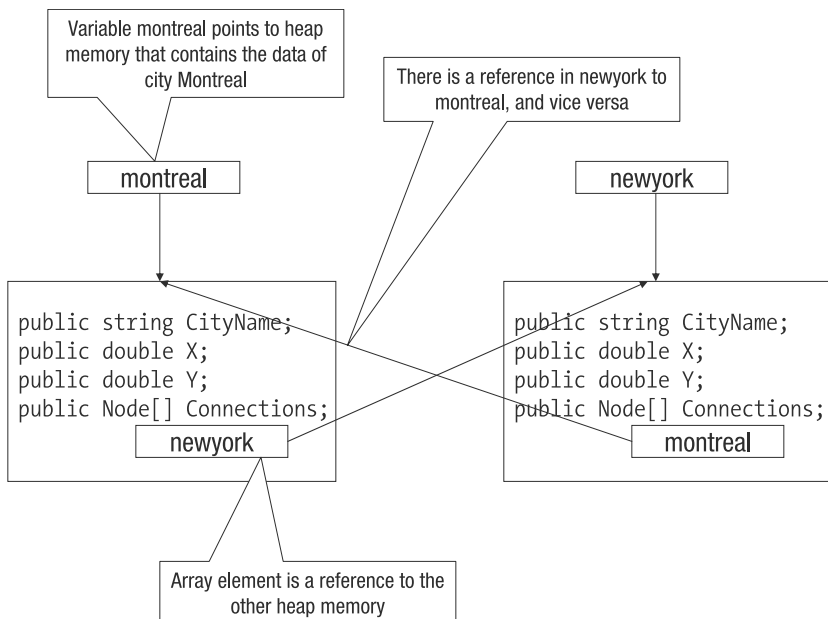 Variable montreal points to heap
memory that contains the data of
city Montreal
There is a reference in newyork to
montreal, and vice versa
montreal
newyork
public string CityName;
public double X;
public double Y;
public Node[] Connections;
newyork
public string CityName;
public double X;
public double Y;
public Node[] Connections;
montreal
Array element is a reference to the
other heap memory